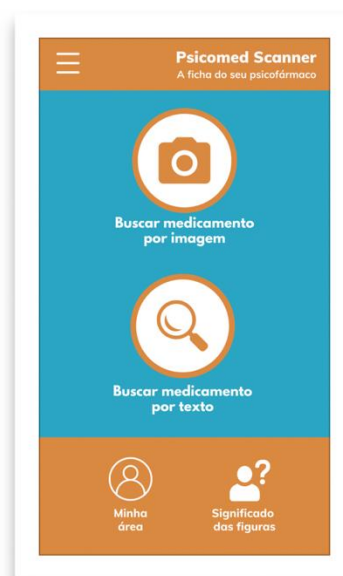 Psicomed Scanner
A ficha do seu psicofármaco
Buscar medicamento
por imagem
Buscar medicamento
por texto
Minha
área
?
Significado
das figuras